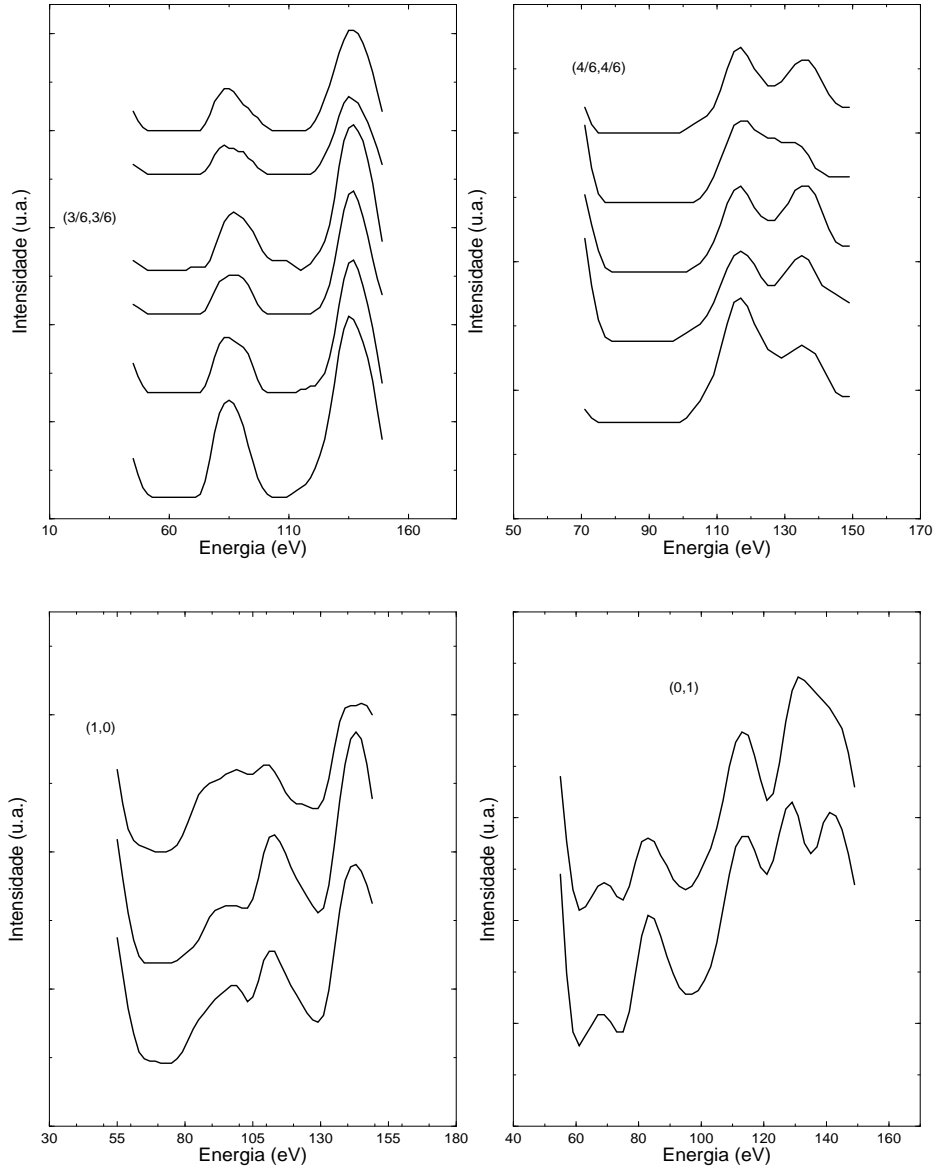 (3/6,3/6)
Intensidade (u.a.)
10 60 110 160
Energia (eV)
(4/6,4/6)
Intensidade (u.a.)
50 70 90 110 130 150 170
Energia (eV)
(1,0)
Intensidade (u.a.)
30 55 80 105 130 155 180
Energia (eV)
(0,1)
Intensidade (u.a.)
40 60 80 100 120 140 160
Energia (eV)